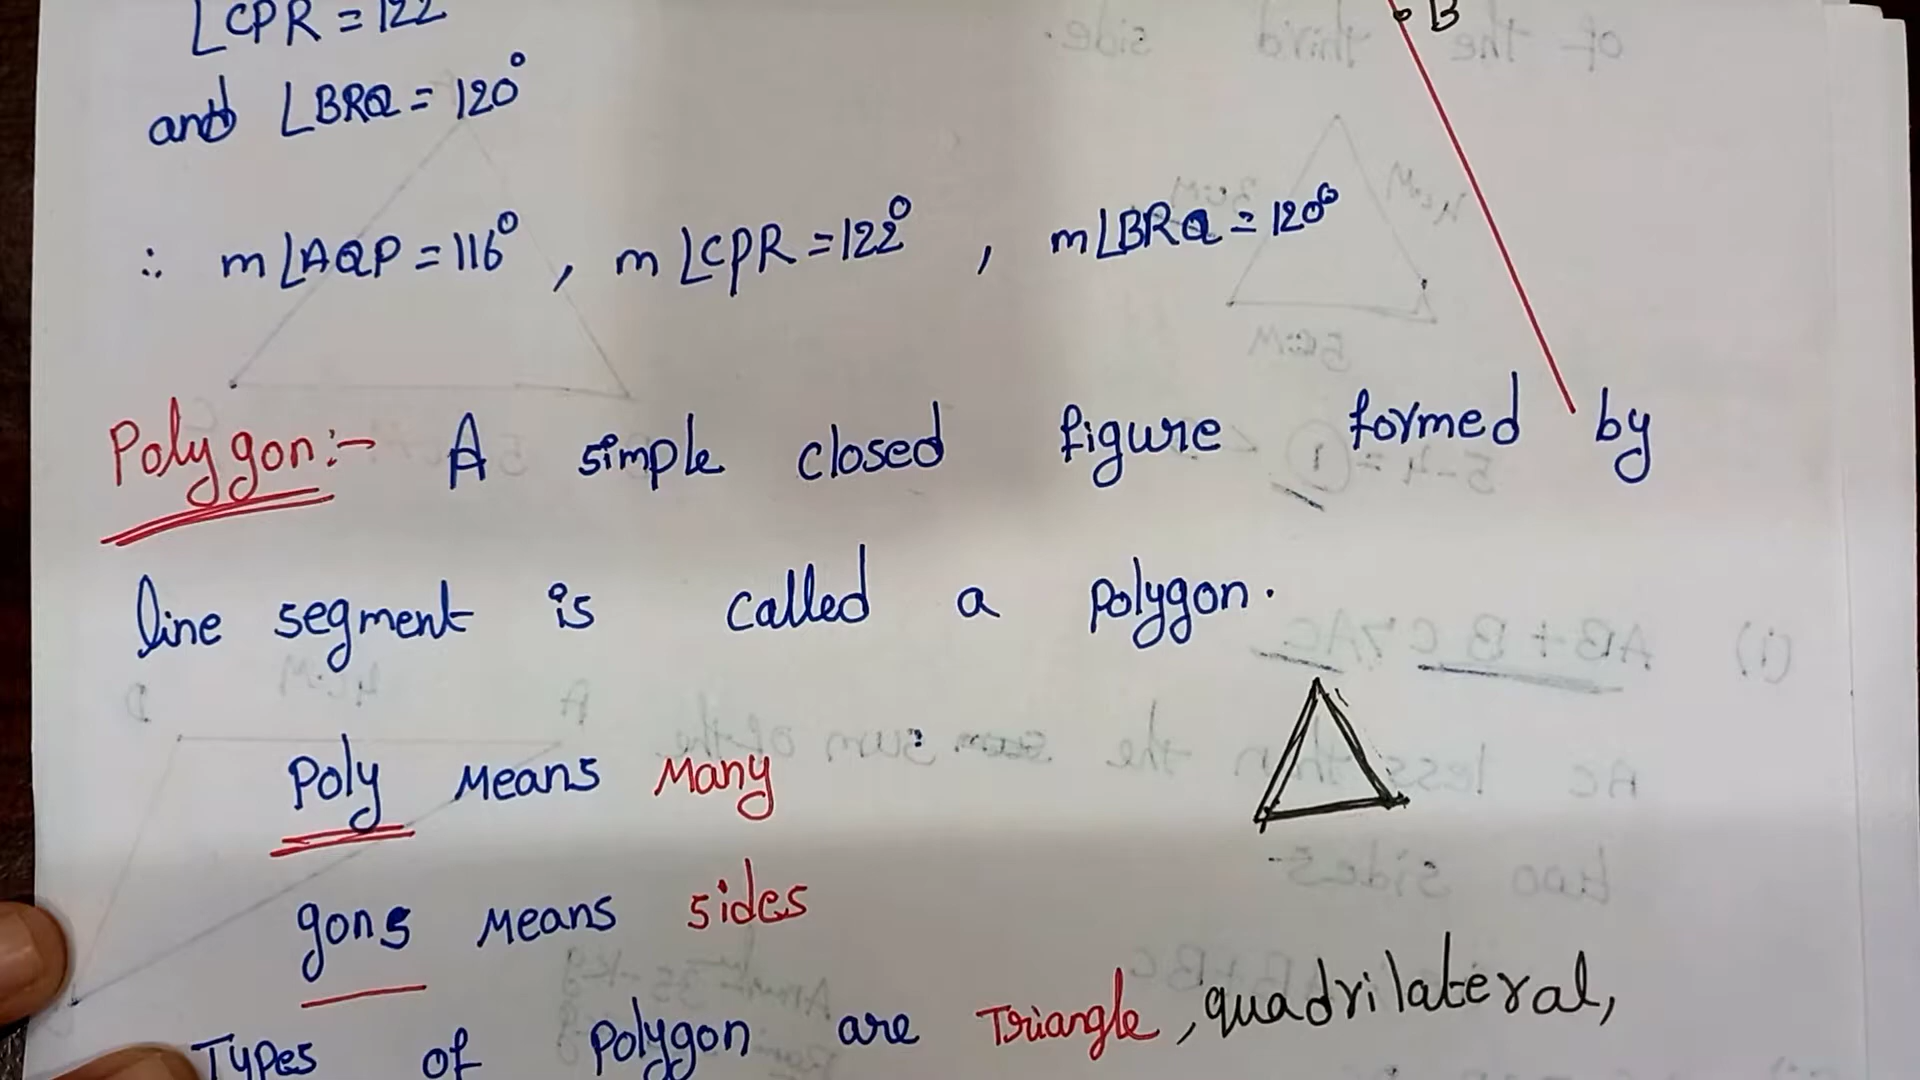 ∠CPR = 122
B
and ∠BRQ = 120°
∴ m∠AQP = 116°, m∠CPR = 122°, m∠BRQ = 120°
Polygon:- A simple closed figure formed by
line segment is called a polygon.
Poly means Many
gons means sides
Types of polygon are Triangle, quadrilateral,